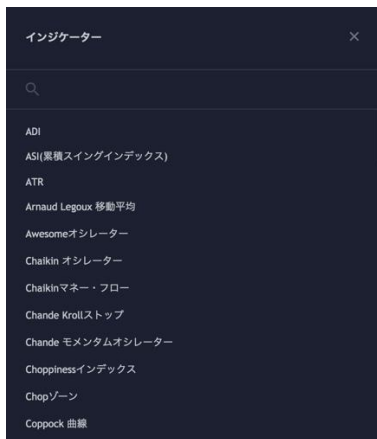 インジケーター
ADI
ASI(累積スイングインデックス)
ATR
Arnaud Legoux 移動平均
Awesomeオシレーター
Chaikin オシレーター
Chaikinマネー・フロー
Chande Krollストップ
Chande モメンタムオシレーター
Choppinessインデックス
Chopゾーン
Coppock 曲線